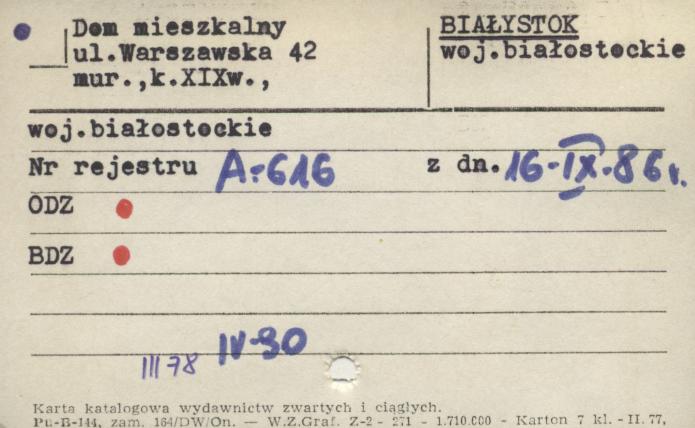 Dom mieszkalny
ul.Warszawska 42
mur.,k.XIXw.,
BIAŁYSTOK
woj.białostockie
woj.białostockie
Nr rejestru A-616 z dn. 16-IX-86r.
ODZ
BDZ
III 78 IV-90
Karta katalogowa wydawnictw zwartych i ciągłych.
Pu-B-144, zam. 164/DW/On. — W.Z.Graf. Z-2 - 271 - 1.710.000 - Karton 7 kl. - II. 77,